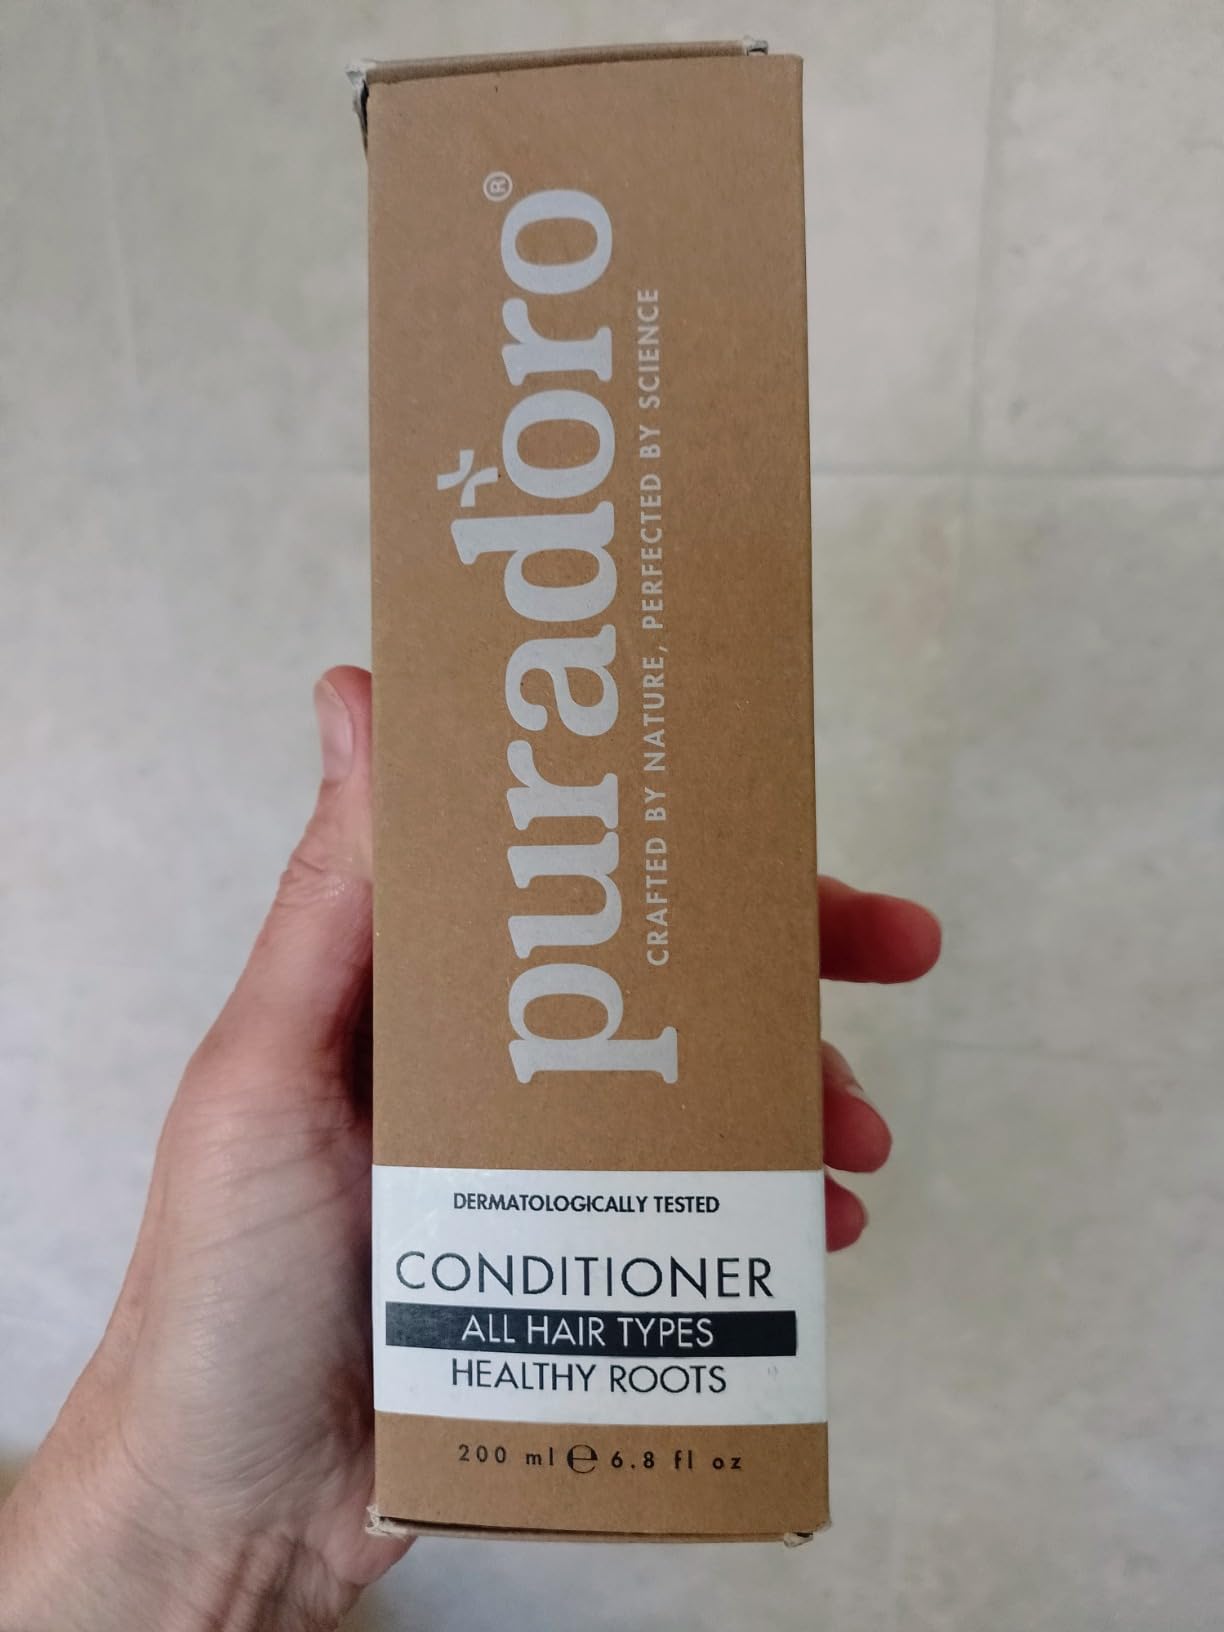 puradoro®
CRAFTED BY NATURE, PERFECTED BY SCIENCE
DERMATOLOGICALLY TESTED
CONDITIONER
ALL HAIR TYPES
HEALTHY ROOTS
200 ml ℮ 6.8 fl oz